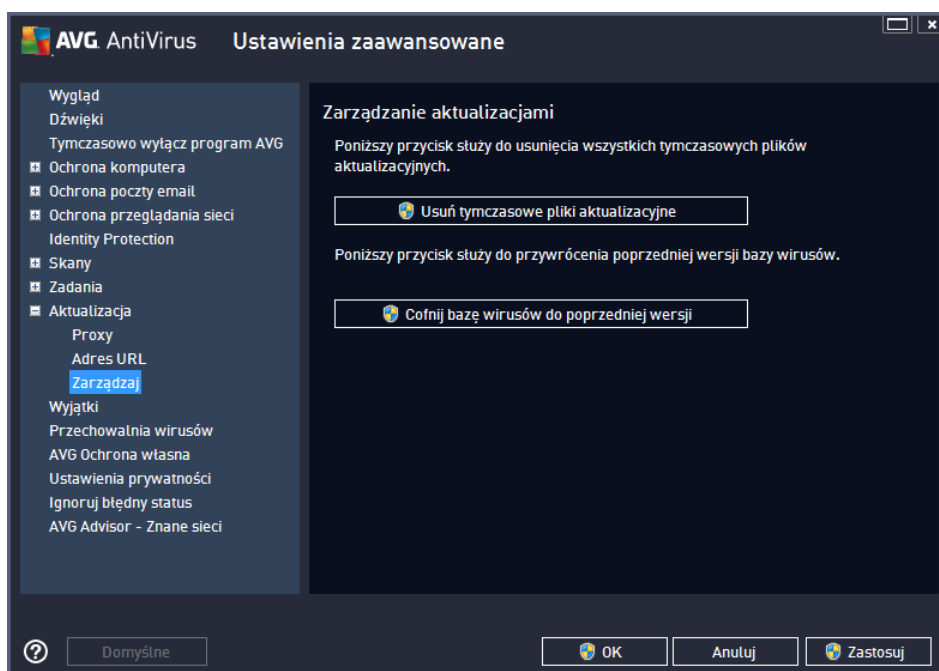 AVG AntiVirus Ustawienia zaawansowane
Wygląd
Dźwięki
Tymczasowo wyłącz program AVG
Ochrona komputera
Ochrona poczty email
Ochrona przeglądania sieci
Identity Protection
Skany
Zadania
Aktualizacja
Proxy
Adres URL
Zarządzaj
Wyjątki
Przechowalnia wirusów
AVG Ochrona własna
Ustawienia prywatności
Ignoruj błędny status
AVG Advisor - Znane sieci
Zarządzanie aktualizacjami
Poniższy przycisk służy do usunięcia wszystkich tymczasowych plików
aktualizacyjnych.
Usuń tymczasowe pliki aktualizacyjne
Poniższy przycisk służy do przywrócenia poprzedniej wersji bazy wirusów.
Cofnij bazę wirusów do poprzedniej wersji
Domyślne
OK
Anuluj
Zastosuj